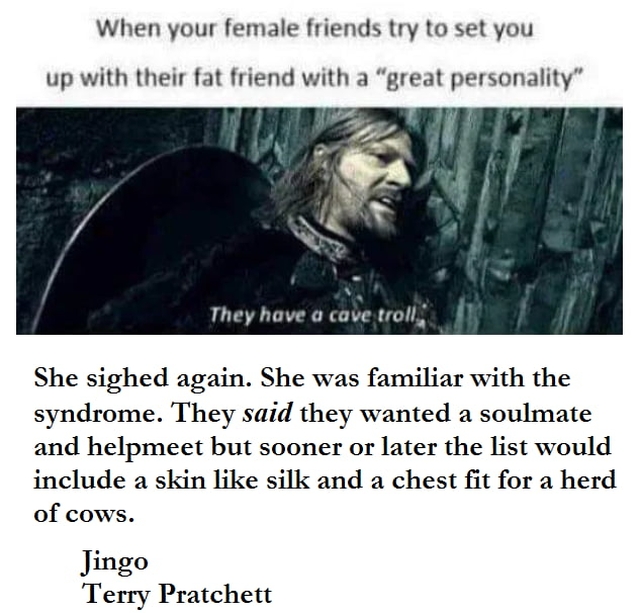 When your female friends try to set you
up with their fat friend with a “great personality”
They have a cave troll.
She sighed again. She was familiar with the
syndrome. They said they wanted a soulmate
and helpmeet but sooner or later the list would
include a skin like silk and a chest fit for a herd
of cows.
Jingo
Terry Pratchett